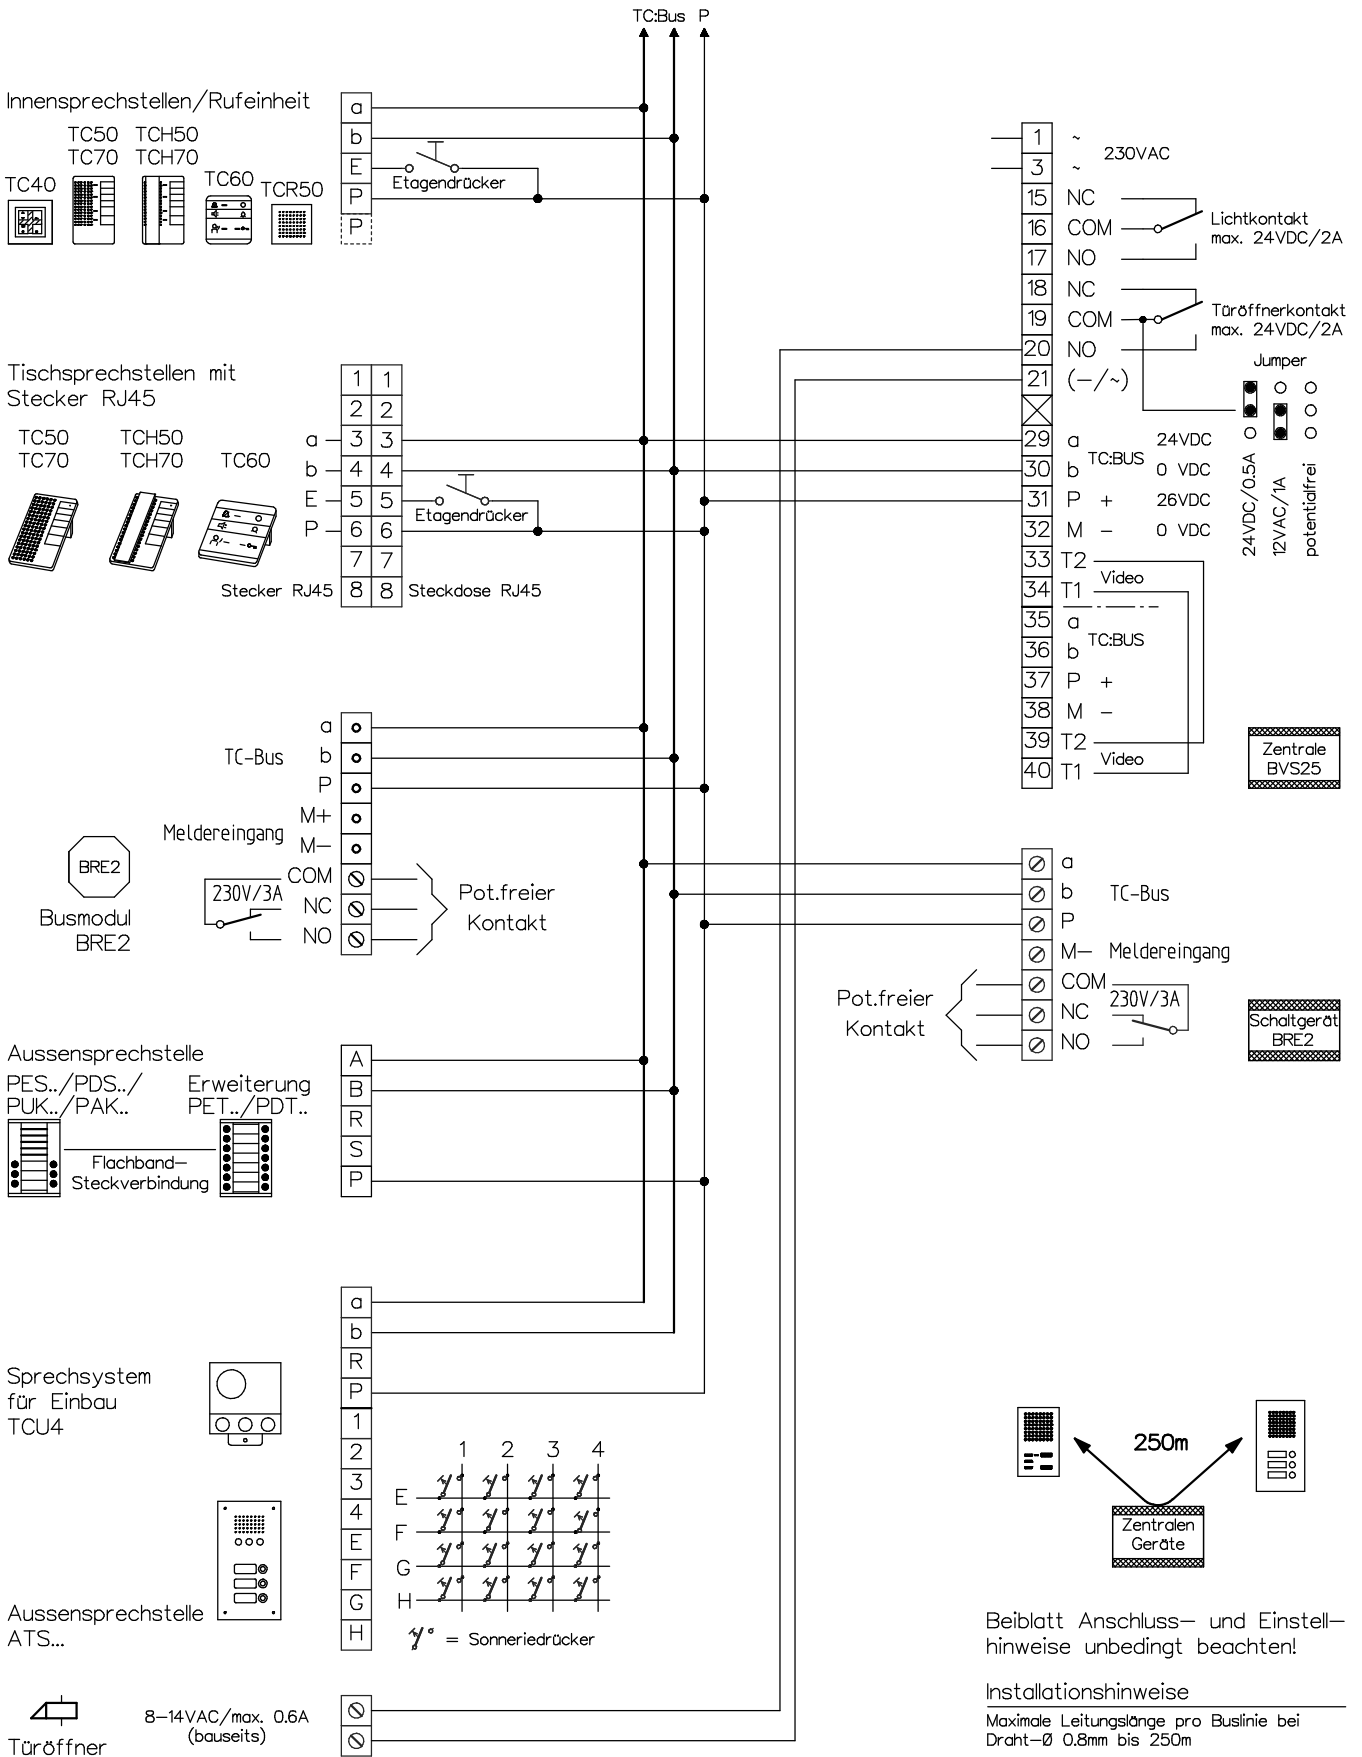 TC:Bus P
Innensprechstellen/Rufeinheit
TC50 TCH50
TC70 TCH70
TC40
TC60
TCR50
a
b
E
P
P
Etagendrücker
1 ~
3 ~
230VAC
15 NC
16 COM
17 NO
Lichtkontakt
max. 24VDC/2A
18 NC
19 COM
20 NO
Türöffnerkontakt
max. 24VDC/2A
21 (–/~)
Jumper
24VDC/0.5A
12VAC/1A
potentialfrei
29 a 24VDC
TC:BUS
30 b 0 VDC
31 P + 26VDC
32 M – 0 VDC
33 T2
Video
34 T1
35 a
TC:BUS
36 b
37 P +
38 M –
39 T2
Video
40 T1
Zentrale
BVS25
Tischsprechstellen mit
Stecker RJ45
TC50 TCH50
TC70 TCH70 TC60
1 1
2 2
a 3 3
b 4 4
E 5 5
P 6 6
7 7
Stecker RJ45 8 8 Steckdose RJ45
Etagendrücker
a
TC-Bus b
P
M+
Meldereingang
M–
COM
230V/3A NC
NO
Pot.freier
Kontakt
BRE2
Busmodul
BRE2
a
b TC-Bus
P
M– Meldereingang
COM
NC 230V/3A
NO
Pot.freier
Kontakt
Schaltgerät
BRE2
Aussensprechstelle
PES../PDS../
PUK../PAK..
Erweiterung
PET../PDT..
Flachband–
Steckverbindung
A
B
R
S
P
Sprechsystem
für Einbau
TCU4
a
b
R
P
1
2
3
4
E
F
G
H
1 2 3 4
E
F
G
H
= Sonneriedrücker
Aussensprechstelle
ATS...
Türöffner
8–14VAC/max. 0.6A
(bauseits)
250m
Zentralen
Geräte
Beiblatt Anschluss– und Einstell–
hinweise unbedingt beachten!
Installationshinweise
Maximale Leitungslänge pro Buslinie bei
Draht–Ø 0.8mm bis 250m